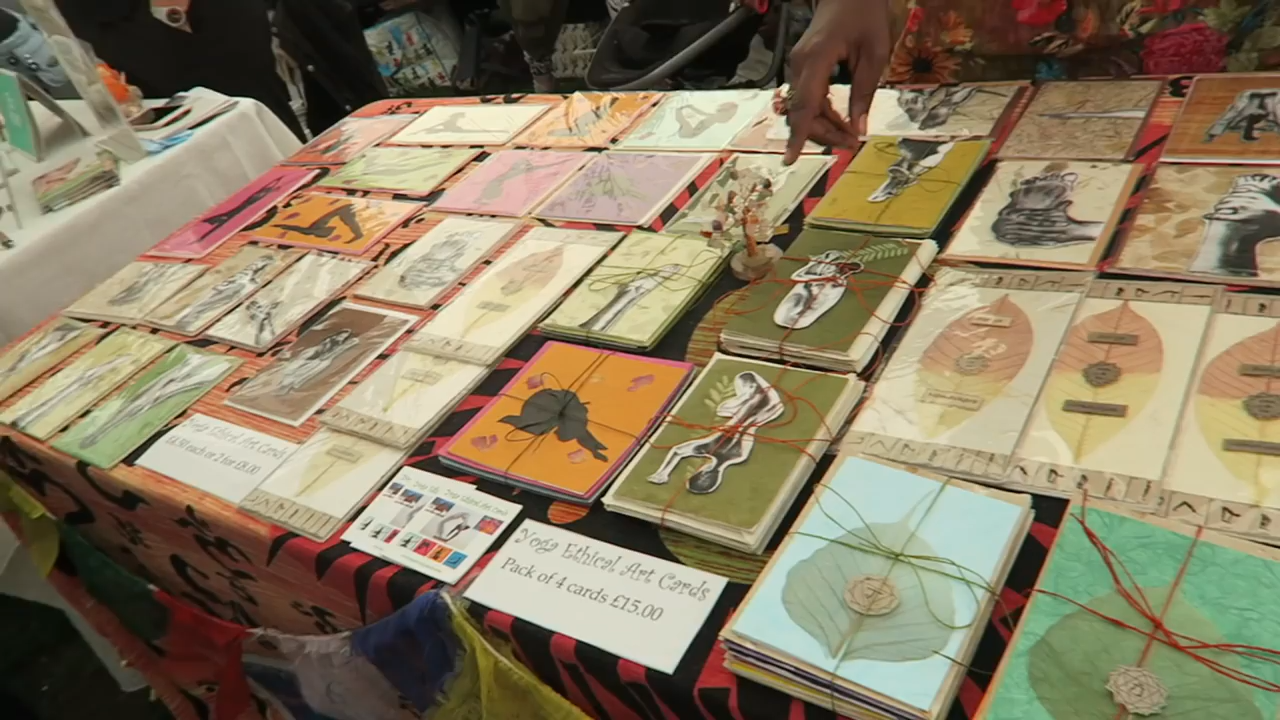 Yoga Ethical Art Cards
£4.50 each or 2 for £8.00
Yoga Ethical Art Cards
Pack of 4 cards £15.00